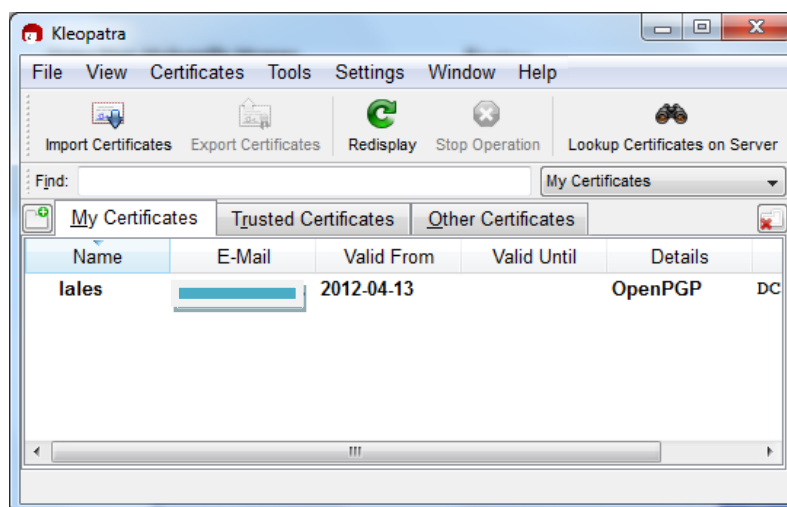 Kleopatra
File View Certificates Tools Settings Window Help
Import Certificates Export Certificates Redisplay Stop Operation Lookup Certificates on Server
Find: My Certificates
My Certificates Trusted Certificates Other Certificates
Name E-Mail Valid From Valid Until Details
lales 2012-04-13 OpenPGP DC